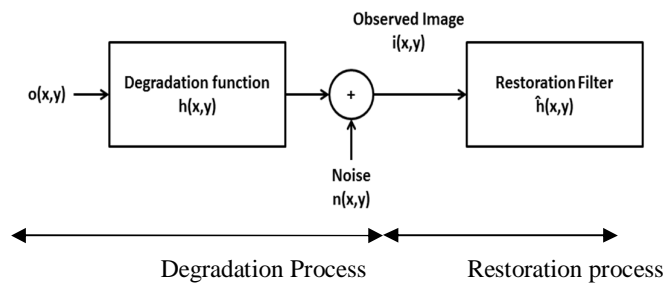 Observed Image
i(x,y)
o(x,y)
Degradation function
h(x,y)
+
Restoration Filter
ĥ(x,y)
Noise
n(x,y)
Degradation Process
Restoration process